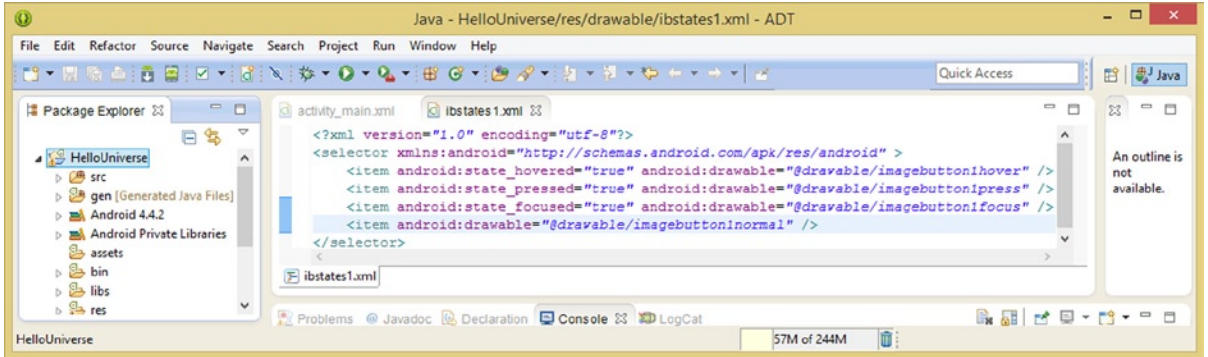 Java - HelloUniverse/res/drawable/ibstates1.xml - ADT
File Edit Refactor Source Navigate Search Project Run Window Help
Quick Access
Java
Package Explorer
HelloUniverse
src
gen [Generated Java Files]
Android 4.4.2
Android Private Libraries
assets
bin
libs
res
activity_main.xml
ibstates1.xml
<?xml version="1.0" encoding="utf-8"?>
<selector xmlns:android="http://schemas.android.com/apk/res/android" >
<item android:state_hovered="true" android:drawable="@drawable/imagebutton1hover" />
<item android:state_pressed="true" android:drawable="@drawable/imagebutton1press" />
<item android:state_focused="true" android:drawable="@drawable/imagebutton1focus" />
<item android:drawable="@drawable/imagebutton1normal" />
</selector>
ibstates1.xml
An outline is
not
available.
Problems @ Javadoc Declaration Console LogCat
HelloUniverse
57M of 244M